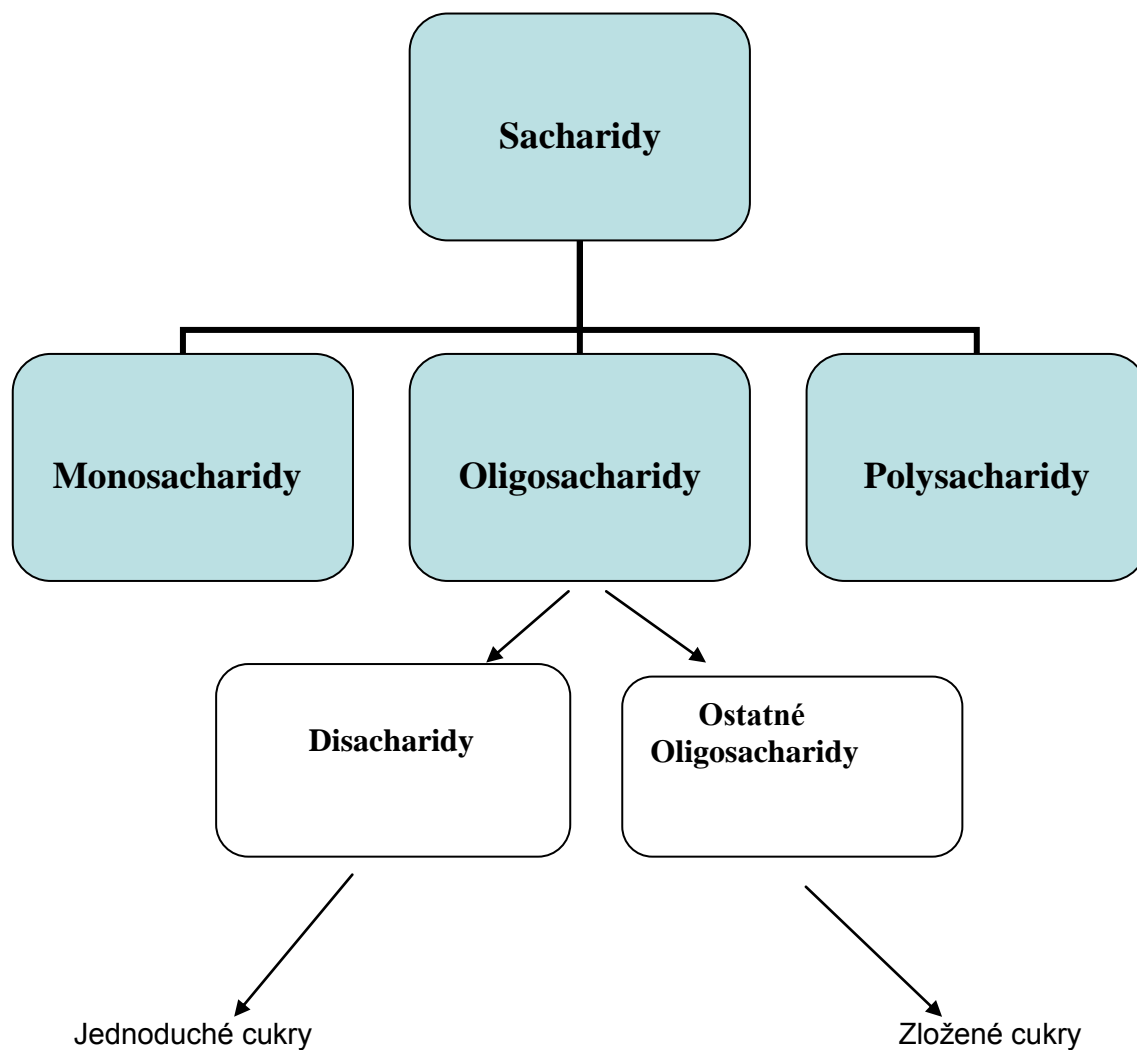 Sacharidy
Monosacharidy
Oligosacharidy
Polysacharidy
Disacharidy
Ostatné
Oligosacharidy
Jednoduché cukry
Zložené cukry